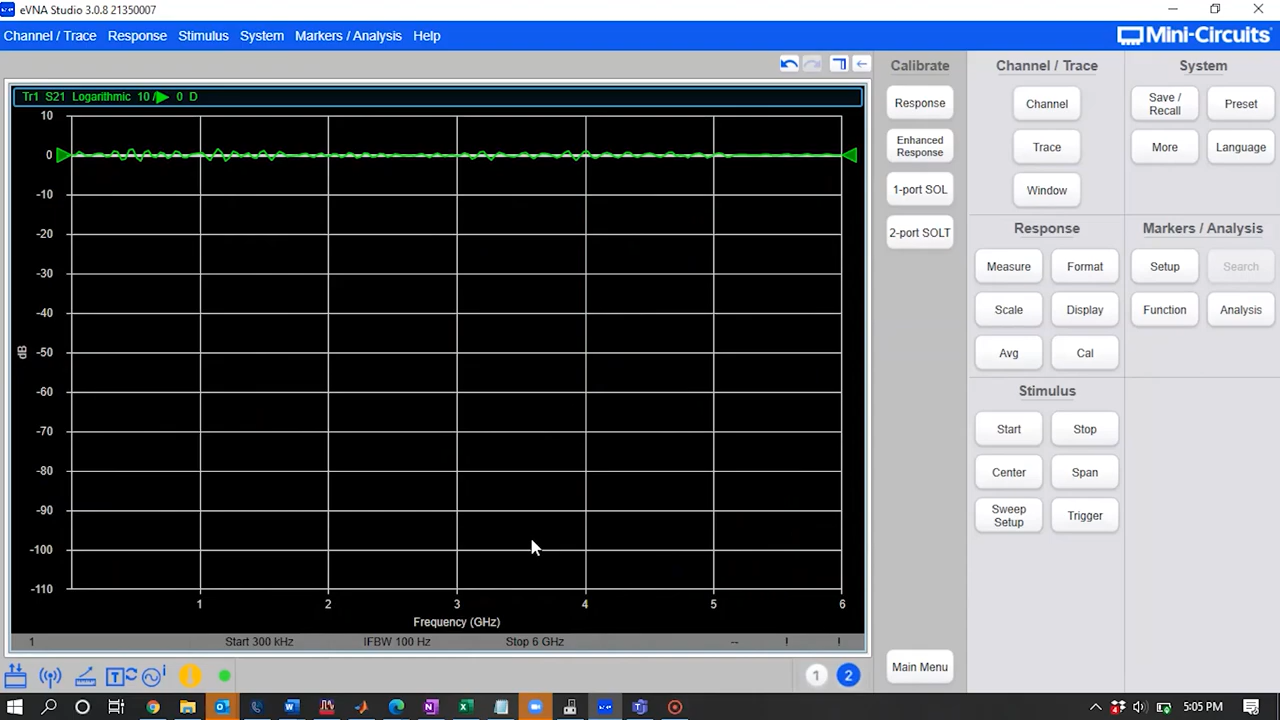 eVNA Studio 3.0.8 21350007
Channel / Trace Response Stimulus System Markers / Analysis Help
Mini-Circuits
Tr1 S21 Logarithmic 10 / 0 D
10
0
-10
-20
-30
-40
-50
-60
-70
-80
-90
-100
-110
dB
1 2 3 4 5 6
Frequency (GHz)
1 Start 300 kHz IFBW 100 Hz Stop 6 GHz -- ! !
1 2
Calibrate
Response
Enhanced
Response
1-port SOL
2-port SOLT
Main Menu
Channel / Trace
Channel
Trace
Window
Response
Measure Format
Scale Display
Avg Cal
Stimulus
Start Stop
Center Span
Sweep
Setup
Trigger
System
Save /
Recall
Preset
More Language
Markers / Analysis
Setup Search
Function Analysis
5:05 PM